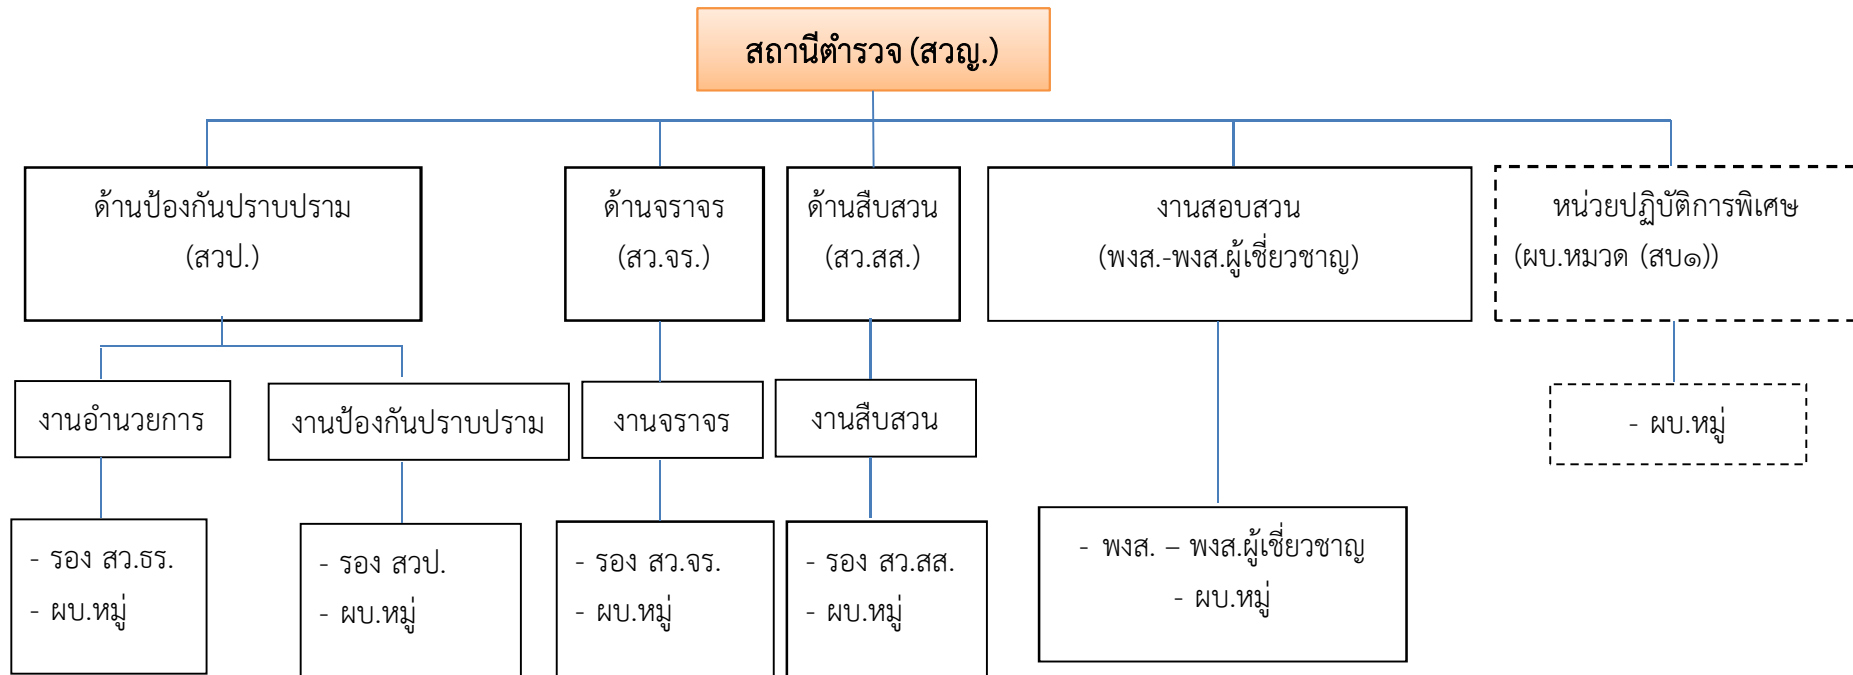 สถานีตำรวจ (สวญ.)
ด้านป้องกันปราบปราม
(สวป.)
ด้านจราจร
(สว.จร.)
ด้านสืบสวน
(สว.สส.)
งานสอบสวน
(พงส.-พงส.ผู้เชี่ยวชาญ)
หน่วยปฏิบัติการพิเศษ
(ผบ.หมวด (สบ๑))
งานอำนวยการ
งานป้องกันปราบปราม
งานจราจร
งานสืบสวน
- ผบ.หมู่
- รอง สว.ธร.
- ผบ.หมู่
- รอง สวป.
- ผบ.หมู่
- รอง สว.จร.
- ผบ.หมู่
- รอง สว.สส.
- ผบ.หมู่
- พงส. – พงส.ผู้เชี่ยวชาญ
- ผบ.หมู่